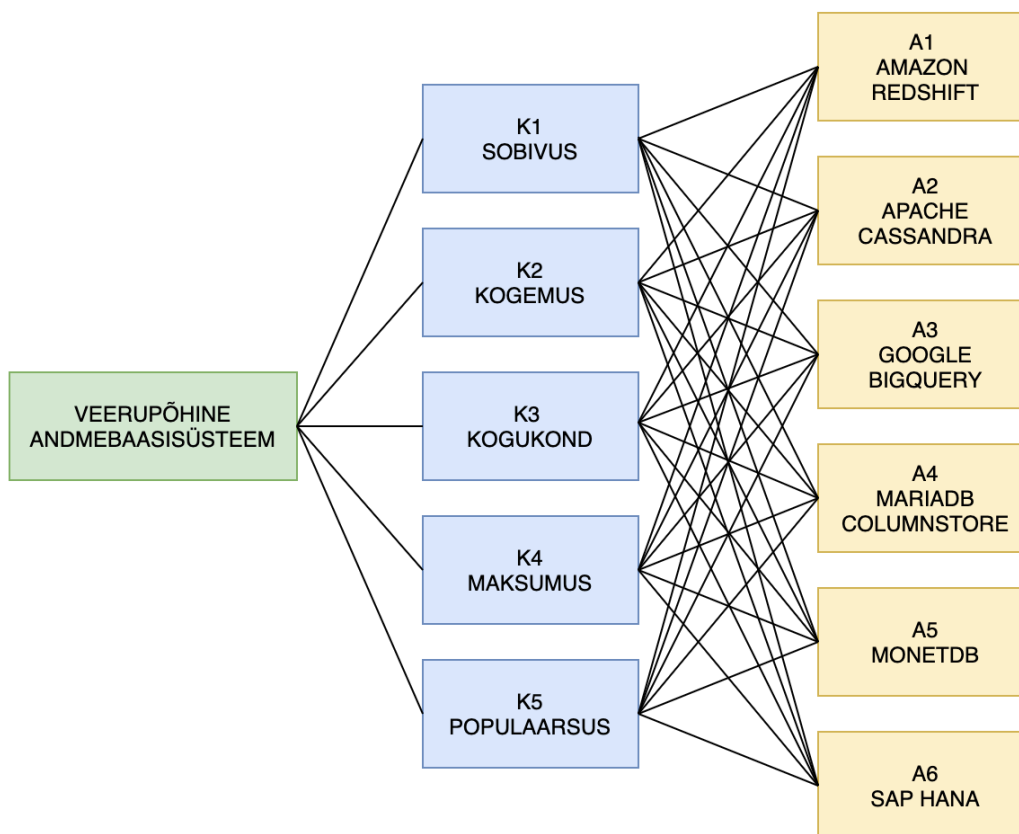 VEERUPÕHINE
ANDMEBAASISÜSTEEM
K1
SOBIVUS
K2
KOGEMUS
K3
KOGUKOND
K4
MAKSUMUS
K5
POPULAARSUS
A1
AMAZON
REDSHIFT
A2
APACHE
CASSANDRA
A3
GOOGLE
BIGQUERY
A4
MARIADB
COLUMNSTORE
A5
MONETDB
A6
SAP HANA